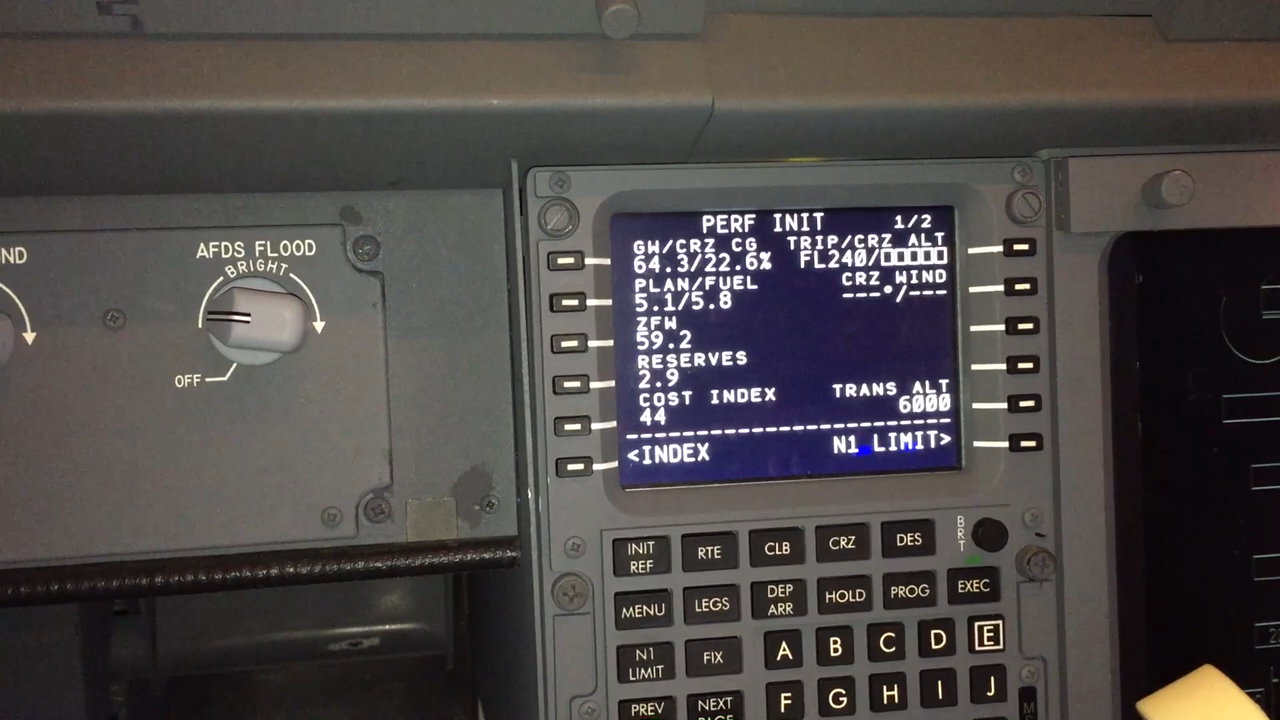 ND
AFDS FLOOD
BRIGHT
OFF
PERF INIT 1/2
GW/CRZ CG TRIP/CRZ ALT
64.3/22.6% FL240/□□□□□
CRZ WIND
PLAN/FUEL
5.1/5.8 ---°/---
ZFW
59.2
RESERVES
2.9
COST INDEX TRANS ALT
44 6000
------------------------
<INDEX N1 LIMIT>
BRT
INIT REF RTE CLB CRZ DES
MENU LEGS DEP ARR HOLD PROG EXEC
N1 LIMIT FIX A B C D E
PREV NEXT PAGE F G H I J